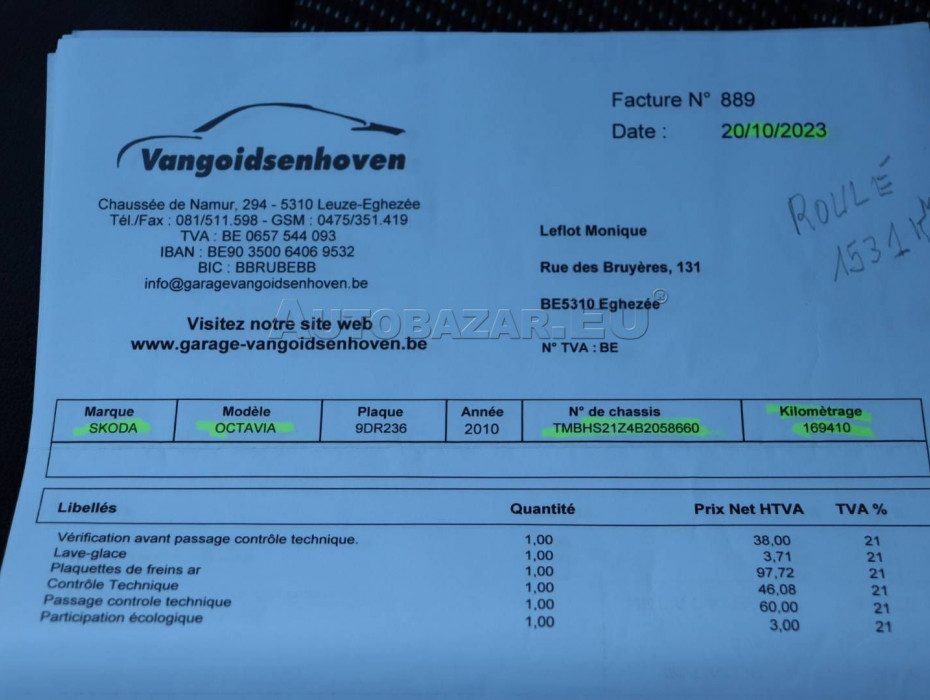 Vangoidsenhoven
Chaussée de Namur, 294 - 5310 Leuze-Eghezée
Tél./Fax : 081/511.598 - GSM : 0475/351.419
TVA : BE 0657 544 093
IBAN : BE90 3500 6406 9532
BIC : BBRUBEBB
info@garagevangoidsenhoven.be
Visitez notre site web
www.garage-vangoidsenhoven.be
Facture N° 889
Date : 20/10/2023
ROULÉ
1531 KM
Leflot Monique
Rue des Bruyères, 131
BE5310 Eghezée
N° TVA : BE
AUTOBAZAR.EU®
Marque Modèle Plaque Année N° de chassis Kilomètrage
SKODA OCTAVIA 9DR236 2010 TMBHS21Z4B2058660 169410
Libellés Quantité Prix Net HTVA TVA %
Vérification avant passage contrôle technique. 1,00 38,00 21
Lave-glace 1,00 3,71 21
Plaquettes de freins ar 1,00 97,72 21
Contrôle Technique 1,00 46,08 21
Passage controle technique 1,00 60,00 21
Participation écologique 1,00 3,00 21